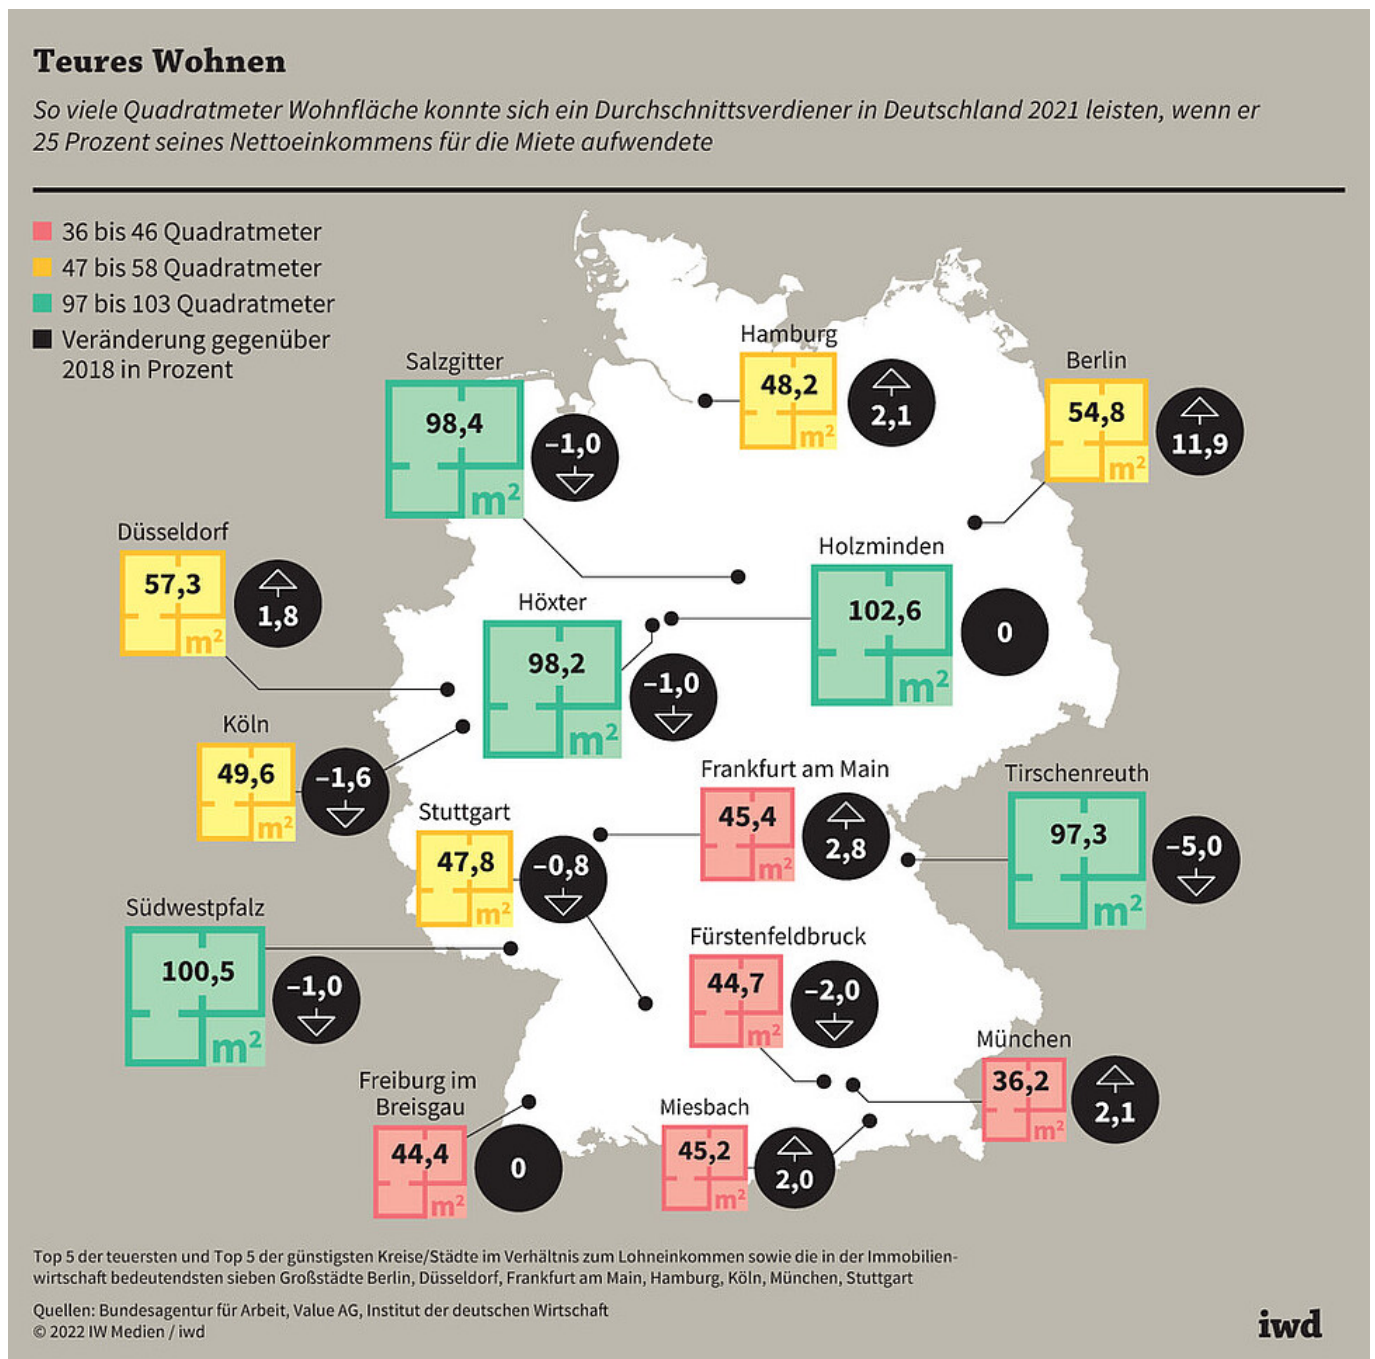 Teures Wohnen
So viele Quadratmeter Wohnfläche konnte sich ein Durchschnittsverdiener in Deutschland 2021 leisten, wenn er
25 Prozent seines Nettoeinkommens für die Miete aufwendete
36 bis 46 Quadratmeter
47 bis 58 Quadratmeter
97 bis 103 Quadratmeter
Veränderung gegenüber
2018 in Prozent
Hamburg
48,2
m²
2,1
Berlin
54,8
m²
11,9
Salzgitter
98,4
m²
–1,0
Düsseldorf
57,3
m²
1,8
Holzminden
102,6
m²
0
Höxter
98,2
m²
–1,0
Köln
49,6
m²
–1,6
Frankfurt am Main
45,4
m²
2,8
Tirschenreuth
97,3
m²
–5,0
Stuttgart
47,8
m²
–0,8
Südwestpfalz
100,5
m²
–1,0
Fürstenfeldbruck
44,7
m²
–2,0
München
36,2
m²
2,1
Freiburg im
Breisgau
44,4
m²
0
Miesbach
45,2
m²
2,0
Top 5 der teuersten und Top 5 der günstigsten Kreise/Städte im Verhältnis zum Lohneinkommen sowie die in der Immobilien-
wirtschaft bedeutendsten sieben Großstädte Berlin, Düsseldorf, Frankfurt am Main, Hamburg, Köln, München, Stuttgart
Quellen: Bundesagentur für Arbeit, Value AG, Institut der deutschen Wirtschaft
© 2022 IW Medien / iwd
iwd